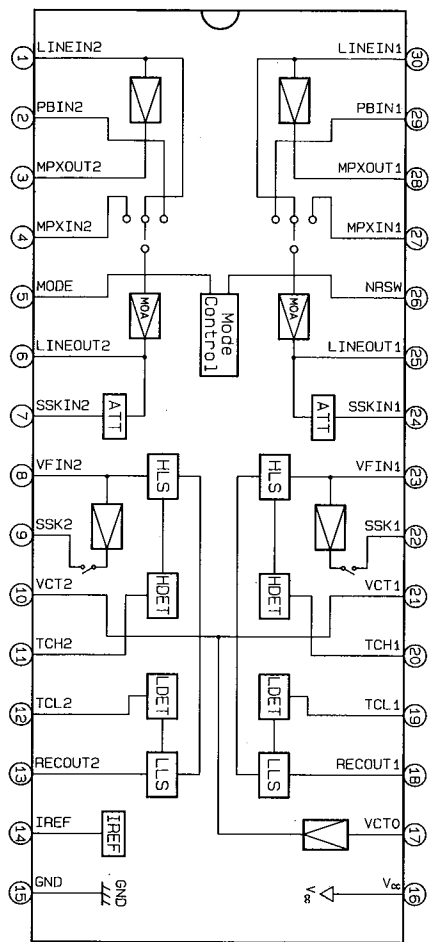 1 LINEIN2
2 PBIN2
3 MPXOUT2
4 MPXIN2
5 MODE
6 LINEOUT2
7 SSKIN2
8 VFIN2
9 SSK2
10 VCT2
11 TCH2
12 TCL2
13 RECOUT2
14 IREF
15 GND
LINEIN1 30
PBIN1 29
MPXOUT1 28
MPXIN1 27
NRSW 26
LINEOUT1 25
SSKIN1 24
VFIN1 23
SSK1 22
VCT1 21
TCH1 20
TCL1 19
RECOUT1 18
VCTO 17
Vcc 16
MOA
MOA
Mode
Control
ATT
ATT
HLS
HLS
HDET
HDET
LDET
LDET
LLS
LLS
IREF
GND
Vcc